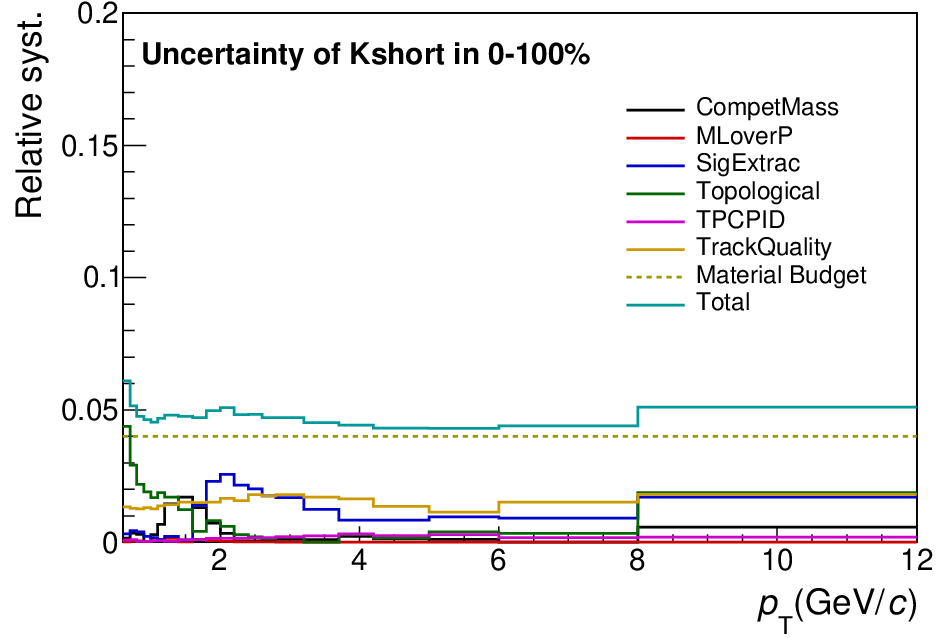 Relative syst.
0.2
0.15
0.1
0.05
0
Uncertainty of Kshort in 0-100%
CompetMass
MLoverP
SigExtrac
Topological
TPCPID
TrackQuality
Material Budget
Total
2 4 6 8 10 12
p_T(GeV/c)